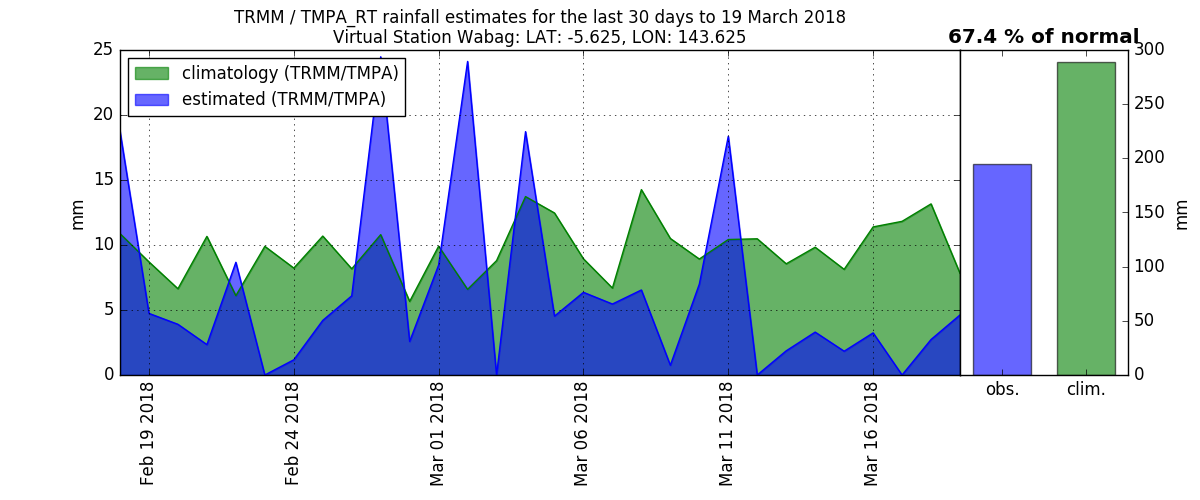 TRMM / TMPA_RT rainfall estimates for the last 30 days to 19 March 2018
Virtual Station Wabag: LAT: -5.625, LON: 143.625
67.4 % of normal
climatology (TRMM/TMPA)
estimated (TRMM/TMPA)
25
20
15
10
5
0
mm
Feb 19 2018
Feb 24 2018
Mar 01 2018
Mar 06 2018
Mar 11 2018
Mar 16 2018
300
250
200
150
100
50
0
mm
obs.
clim.